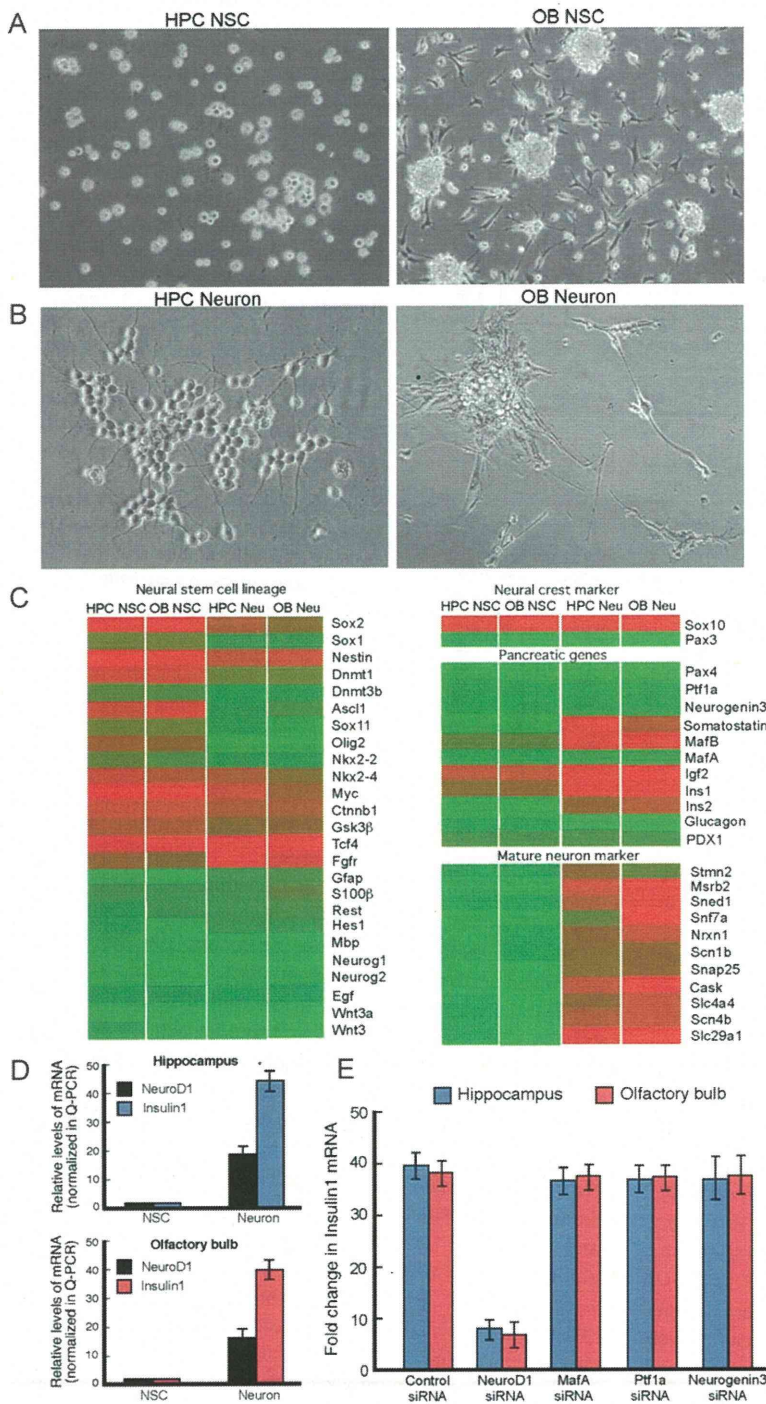 A
HPC NSC
OB NSC
B
HPC Neuron
OB Neuron
C
Neural stem cell lineage
HPC NSC OB NSC HPC Neu OB Neu
Sox2
Sox1
Nestin
Dnmt1
Dnmt3b
Ascl1
Sox11
Olig2
Nkx2-2
Nkx2-4
Myc
Ctnnb1
Gsk3β
Tcf4
Fgfr
Gfap
S100β
Rest
Hes1
Mbp
Neurog1
Neurog2
Egf
Wnt3a
Wnt3
Neural crest marker
HPC NSC OB NSC HPC Neu OB Neu
Sox10
Pax3
Pancreatic genes
Pax4
Ptf1a
Neurogenin3
Somatostatin
MafB
MafA
Igf2
Ins1
Ins2
Glucagon
PDX1
Mature neuron marker
Stmn2
Msrb2
Sned1
Snf7a
Nrxn1
Scn1b
Snap25
Cask
Slc4a4
Scn4b
Slc29a1
D
Hippocampus
Relative levels of mRNA
(normalized in Q-PCR)
50
40
30
20
10
0
NeuroD1
Insulin1
NSC Neuron
Olfactory bulb
Relative levels of mRNA
(normalized in Q-PCR)
50
40
30
20
10
0
NeuroD1
Insulin1
NSC Neuron
E
Hippocampus Olfactory bulb
Fold change in Insulin1 mRNA
50
40
30
20
10
0
Control siRNA
NeuroD1 siRNA
MafA siRNA
Ptf1a siRNA
Neurogenin3 siRNA